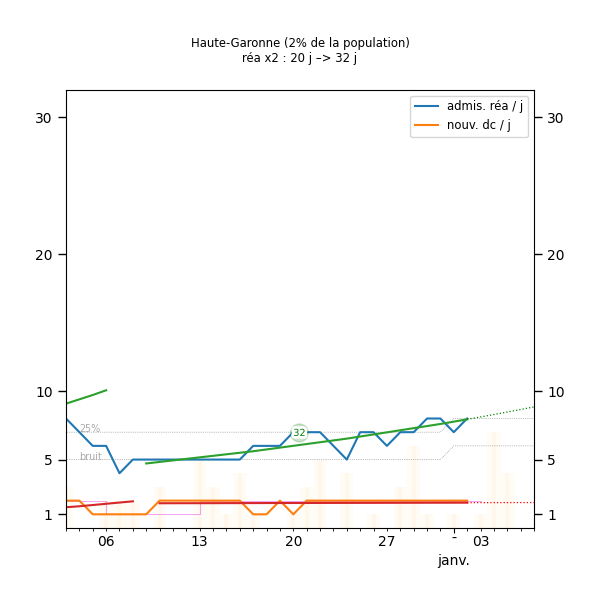 Haute-Garonne (2% de la population)
réa x2 : 20 j –> 32 j
admis. réa / j
nouv. dc / j
30 30
20 20
10 10
25%
32
bruit
5 5
1 1
06 13 20 27 - 03
janv.